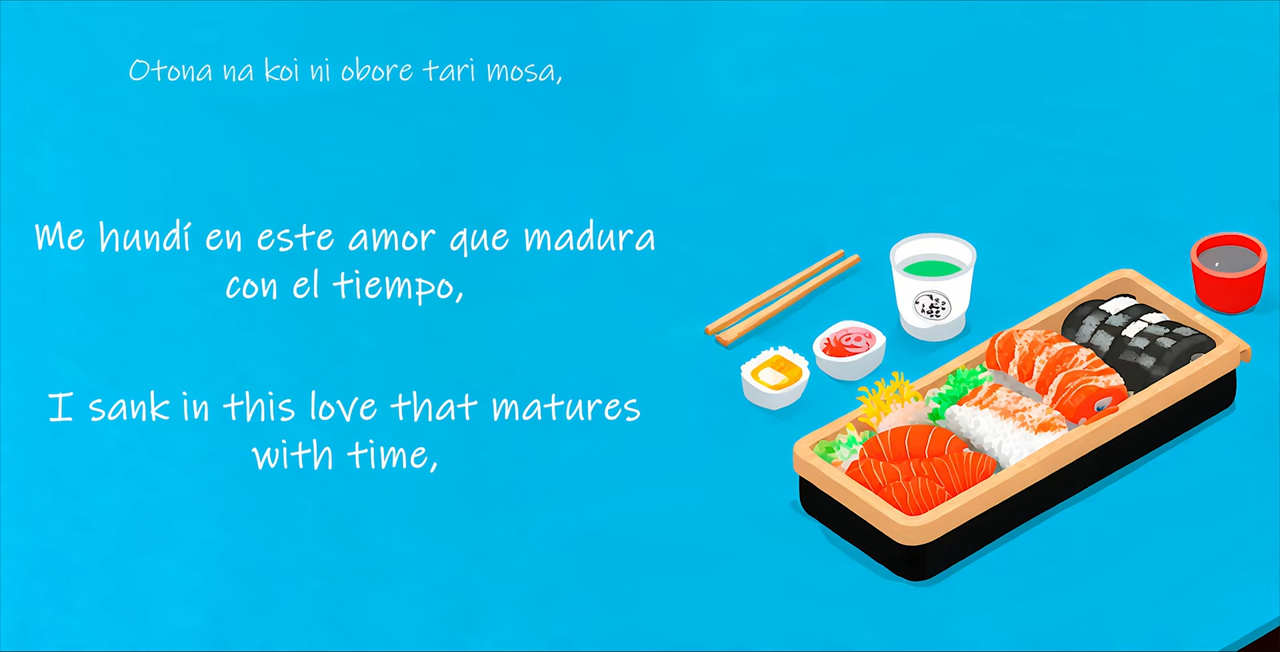 Otona na koi ni obore tari mosa,
Me hundí en este amor que madura
con el tiempo,
I sank in this love that matures
with time,